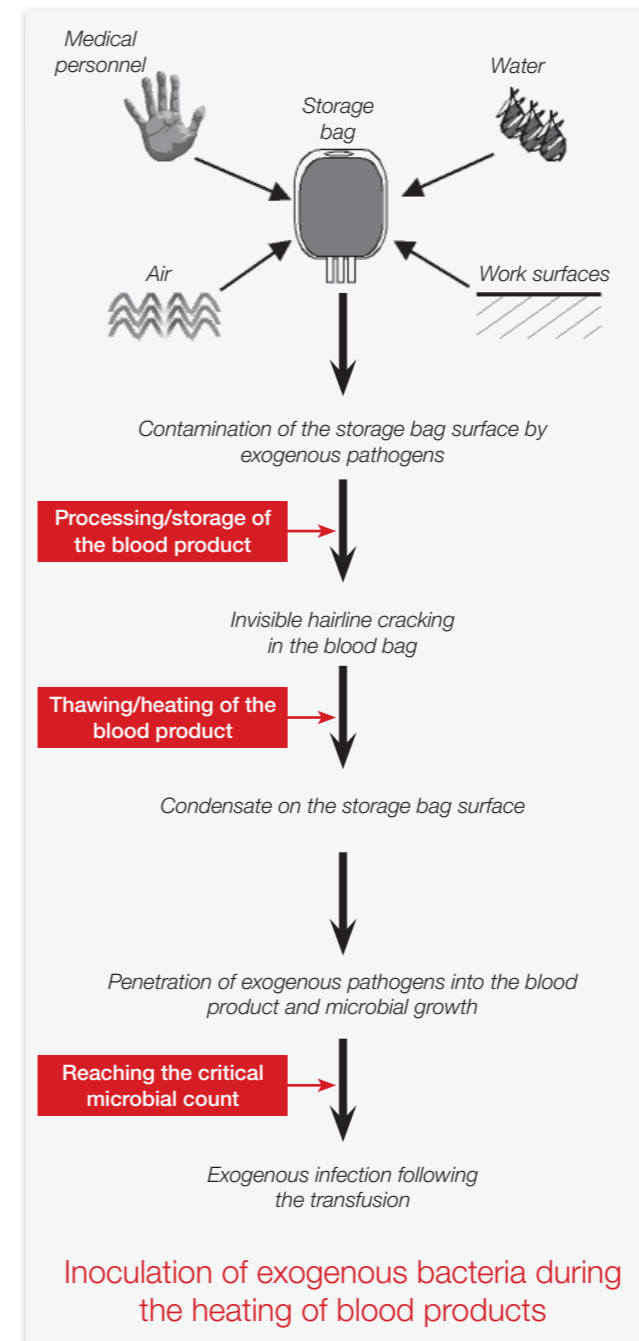 Medical
personnel
Water
Storage
bag
Air
Work surfaces
Contamination of the storage bag surface by
exogenous pathogens
Processing/storage of
the blood product
Invisible hairline cracking
in the blood bag
Thawing/heating of the
blood product
Condensate on the storage bag surface
Penetration of exogenous pathogens into the blood
product and microbial growth
Reaching the critical
microbial count
Exogenous infection following
the transfusion
Inoculation of exogenous bacteria during
the heating of blood products